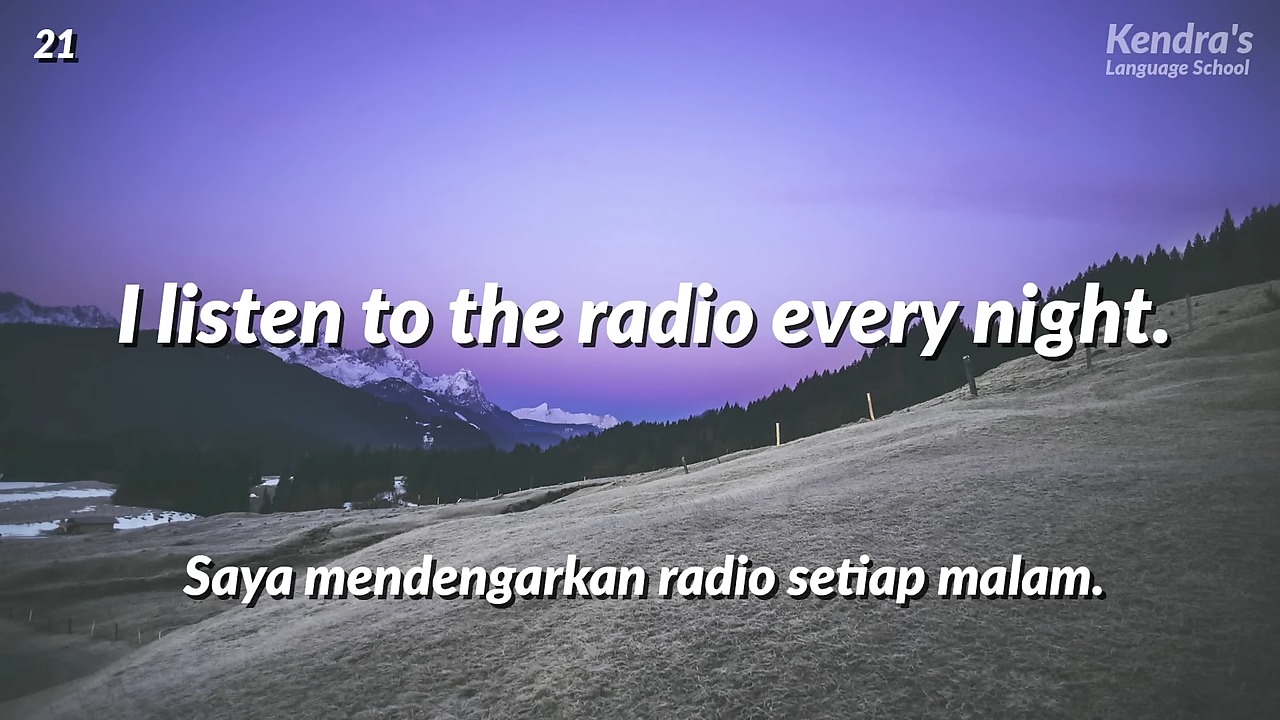 21
Kendra's
Language School
I listen to the radio every night.
Saya mendengarkan radio setiap malam.